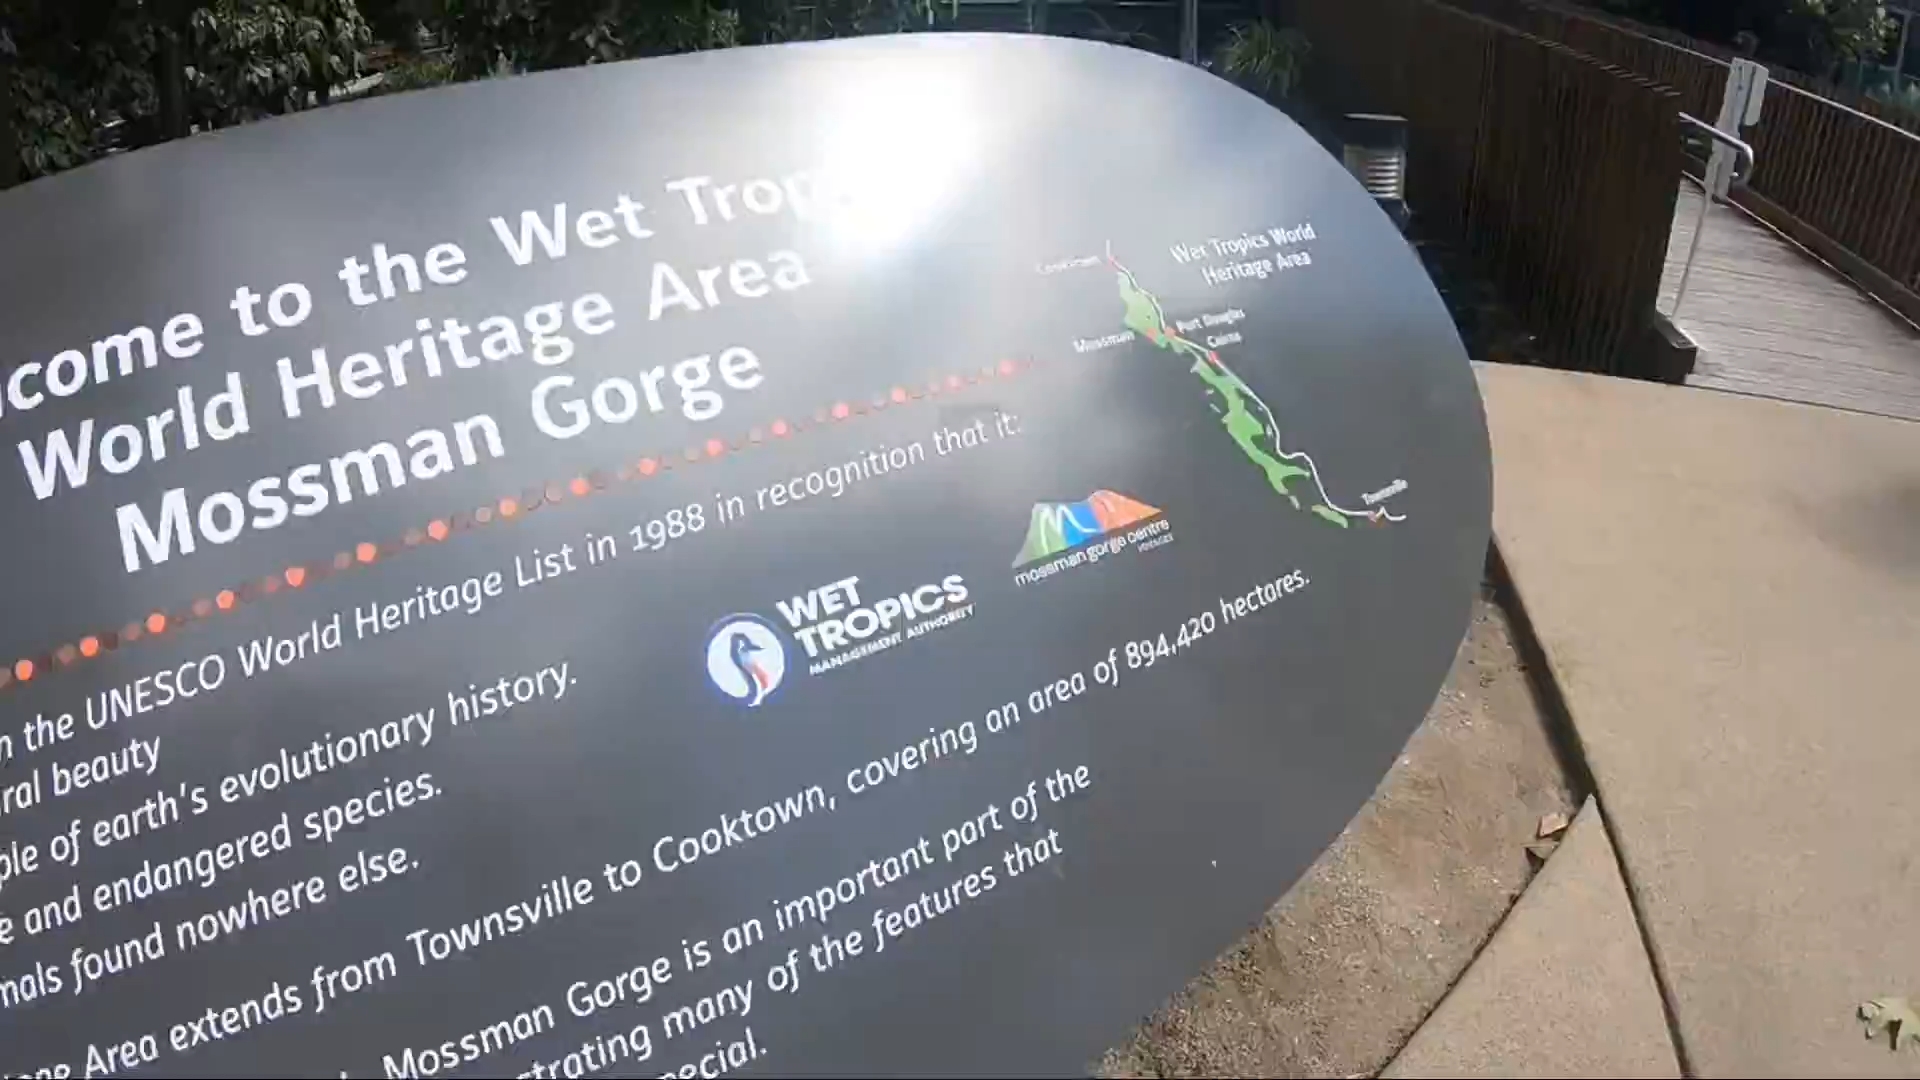 come to the Wet Trop
World Heritage Area
Mossman Gorge
the UNESCO World Heritage List in 1988 in recognition that it:
ral beauty
ple of earth's evolutionary history.
e and endangered species.
mals found nowhere else.
Area extends from Townsville to Cooktown, covering an area of 894,420 hectares.
Mossman Gorge is an important part of the
strating many of the features that
pecial.
WET
TROPICS
MANAGEMENT AUTHORITY
mossman gorge centre
Wet Tropics World
Heritage Area
Cooktown
Mossman
Port Douglas
Cairns
Townsville